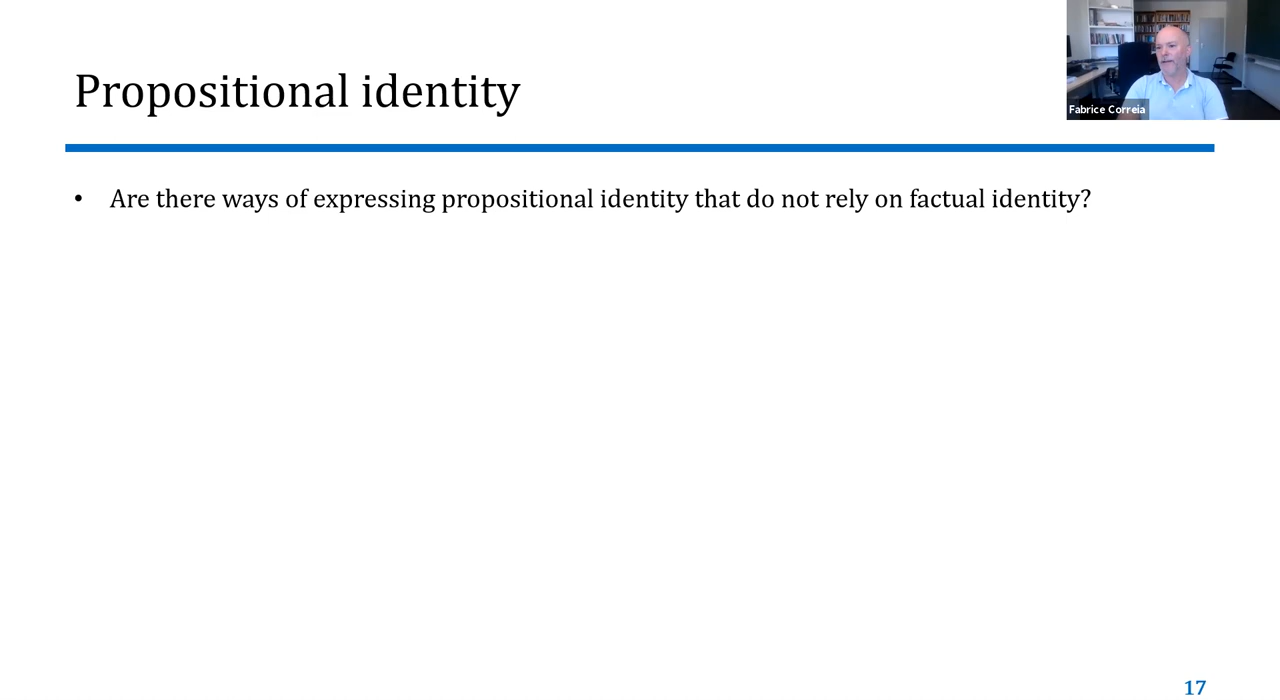 Propositional identity
Fabrice Correia
• Are there ways of expressing propositional identity that do not rely on factual identity?
17